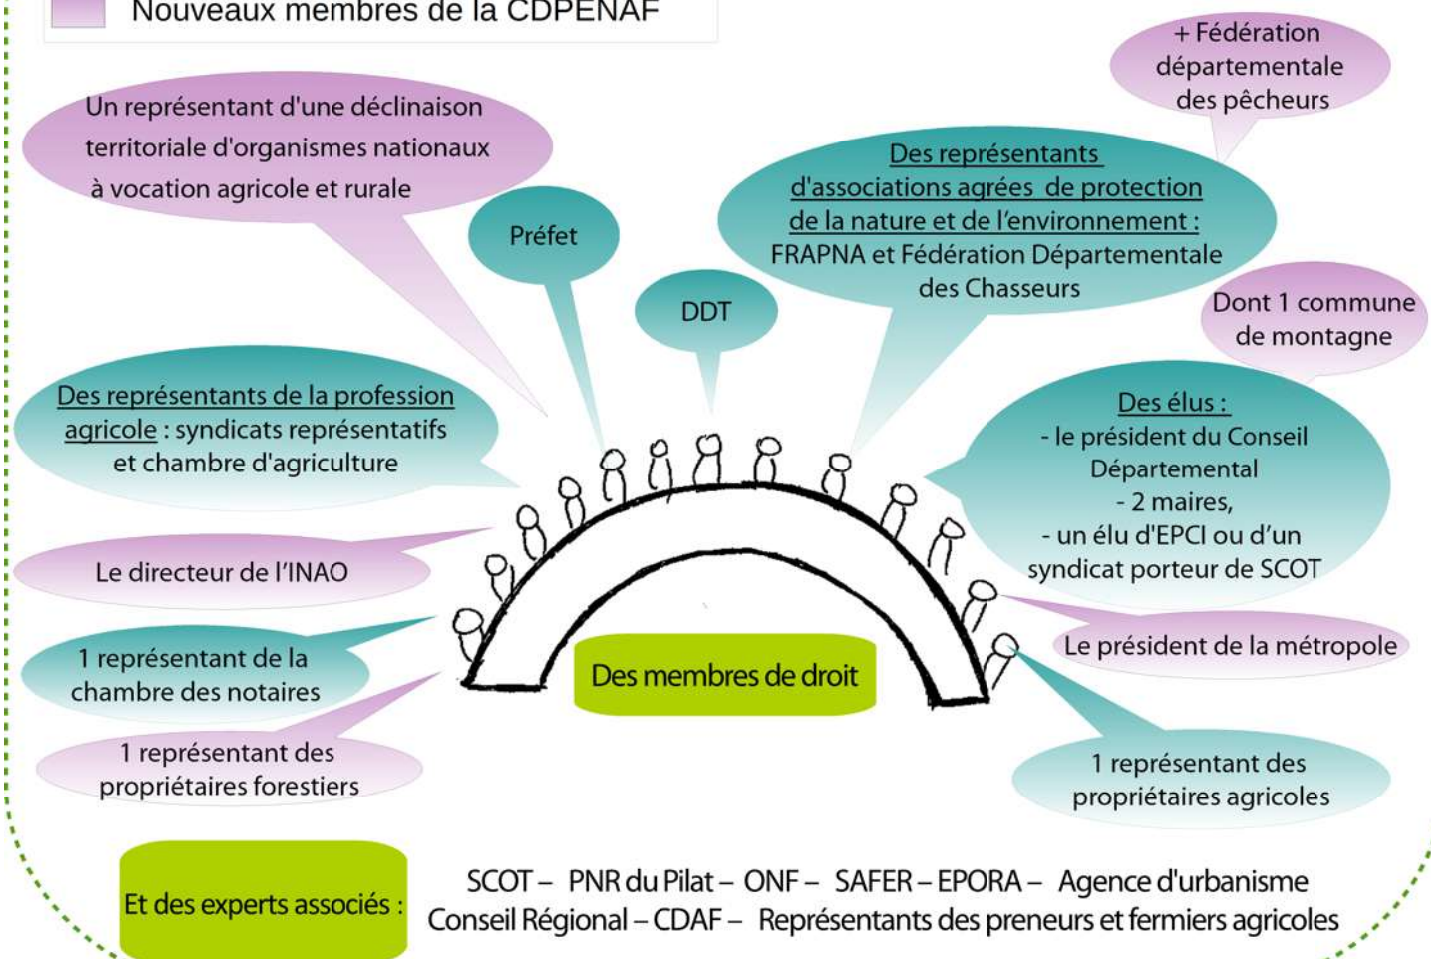 Nouveaux membres de la CDPENAF
+ Fédération
départementale
des pêcheurs
Un représentant d'une déclinaison
territoriale d'organismes nationaux
à vocation agricole et rurale
Préfet
DDT
Des représentants
d'associations agrées de protection
de la nature et de l'environnement :
FRAPNA et Fédération Départementale
des Chasseurs
Dont 1 commune
de montagne
Des représentants de la profession
agricole : syndicats représentatifs
et chambre d'agriculture
Des élus :
- le président du Conseil
Départemental
- 2 maires,
- un élu d'EPCI ou d'un
syndicat porteur de SCOT
Le directeur de l'INAO
Le président de la métropole
1 représentant de la
chambre des notaires
Des membres de droit
1 représentant des
propriétaires forestiers
1 représentant des
propriétaires agricoles
Et des experts associés :
SCOT – PNR du Pilat – ONF – SAFER – EPORA – Agence d'urbanisme
Conseil Régional – CDAF – Représentants des preneurs et fermiers agricoles